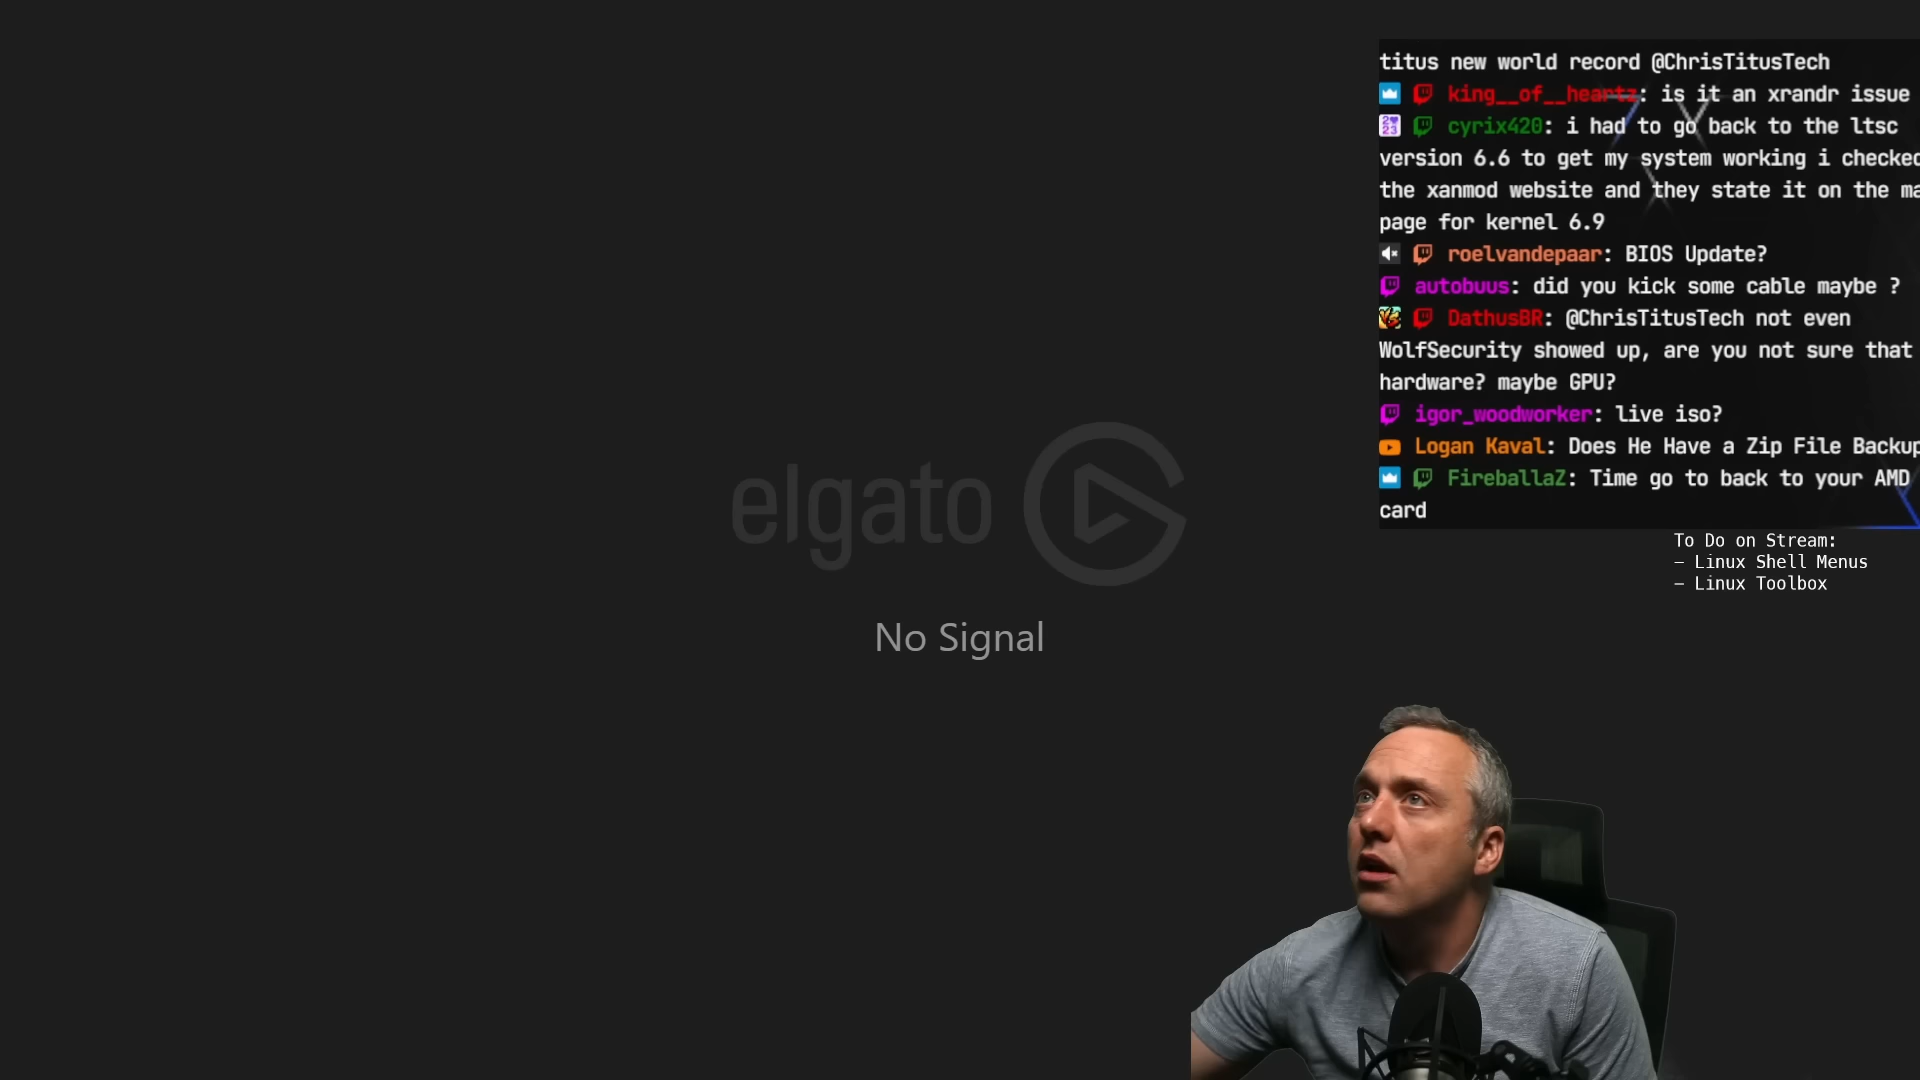 titus new world record @ChrisTitusTech
king__of__heartz: is it an xrandr issue
cyrix420: i had to go back to the ltsc
version 6.6 to get my system working i checked
the xanmod website and they state it on the
page for kernel 6.9
roelvandepaar: BIOS Update?
autobuus: did you kick some cable maybe ?
DathusBR: @ChrisTitusTech not even
WolfSecurity showed up, are you not sure that
hardware? maybe GPU?
igor_woodworker: live iso?
Logan Kaval: Does He Have a Zip File Backup
FireballaZ: Time go to back to your AMD
card
To Do on Stream:
- Linux Shell Menus
- Linux Toolbox
elgato
No Signal